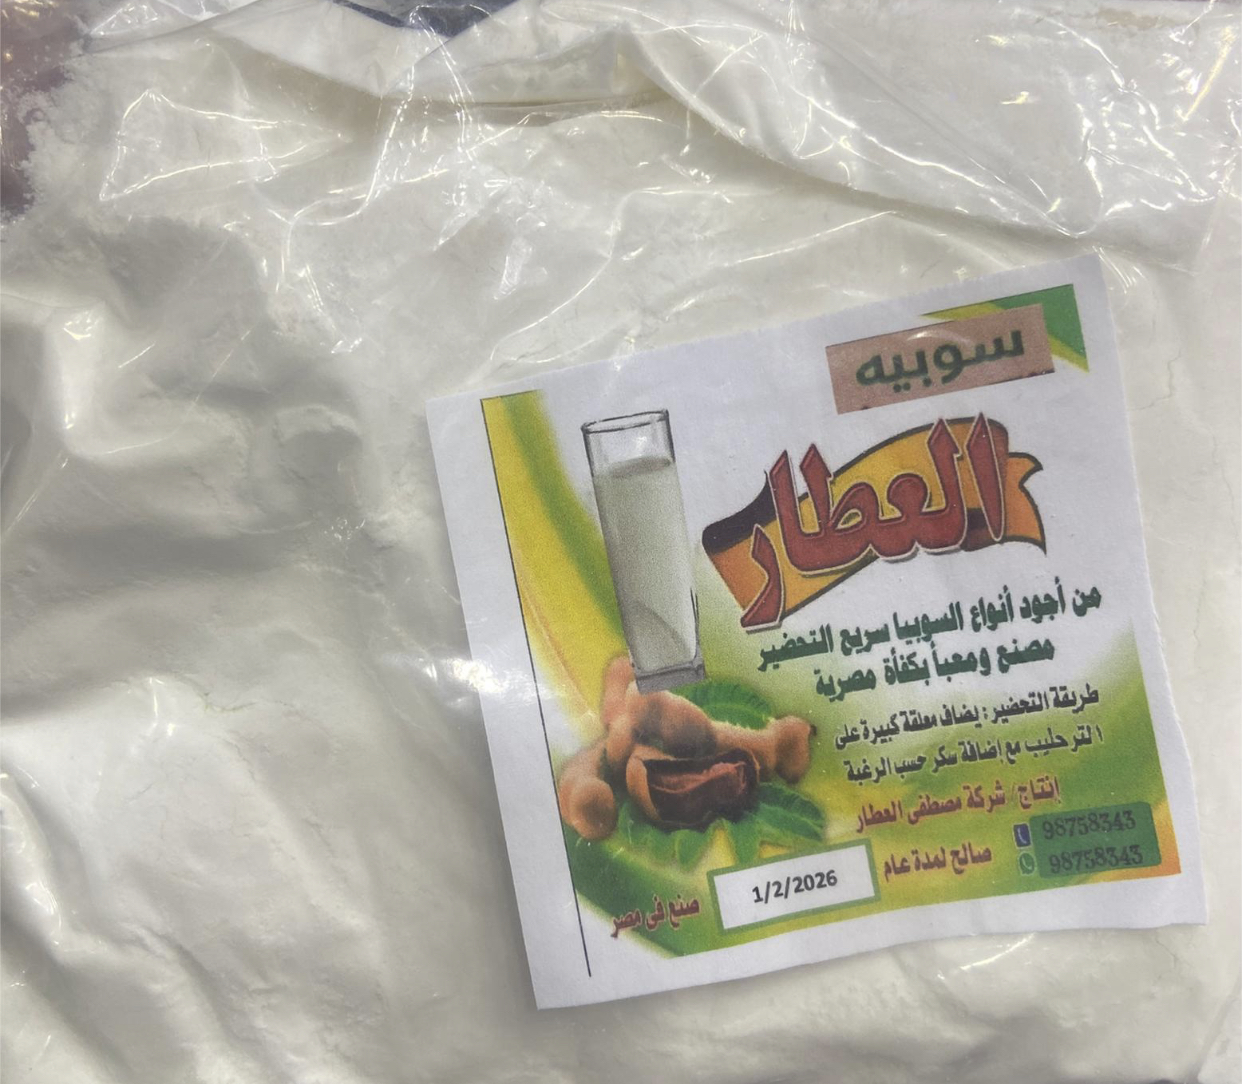 سوبيه
العطار
من أجود أنواع السوبيا سريع التحضير
مصنع ومعبأ بكفأة مصرية
طريقة التحضير : يضاف معلقة كبيرة على
١ لتر حليب مع إضافة سكر حسب الرغبة
إنتاج / شركة مصطفى العطار
98758343
98758343
صالح لمدة عام
1/2/2026
صنع فى مصر